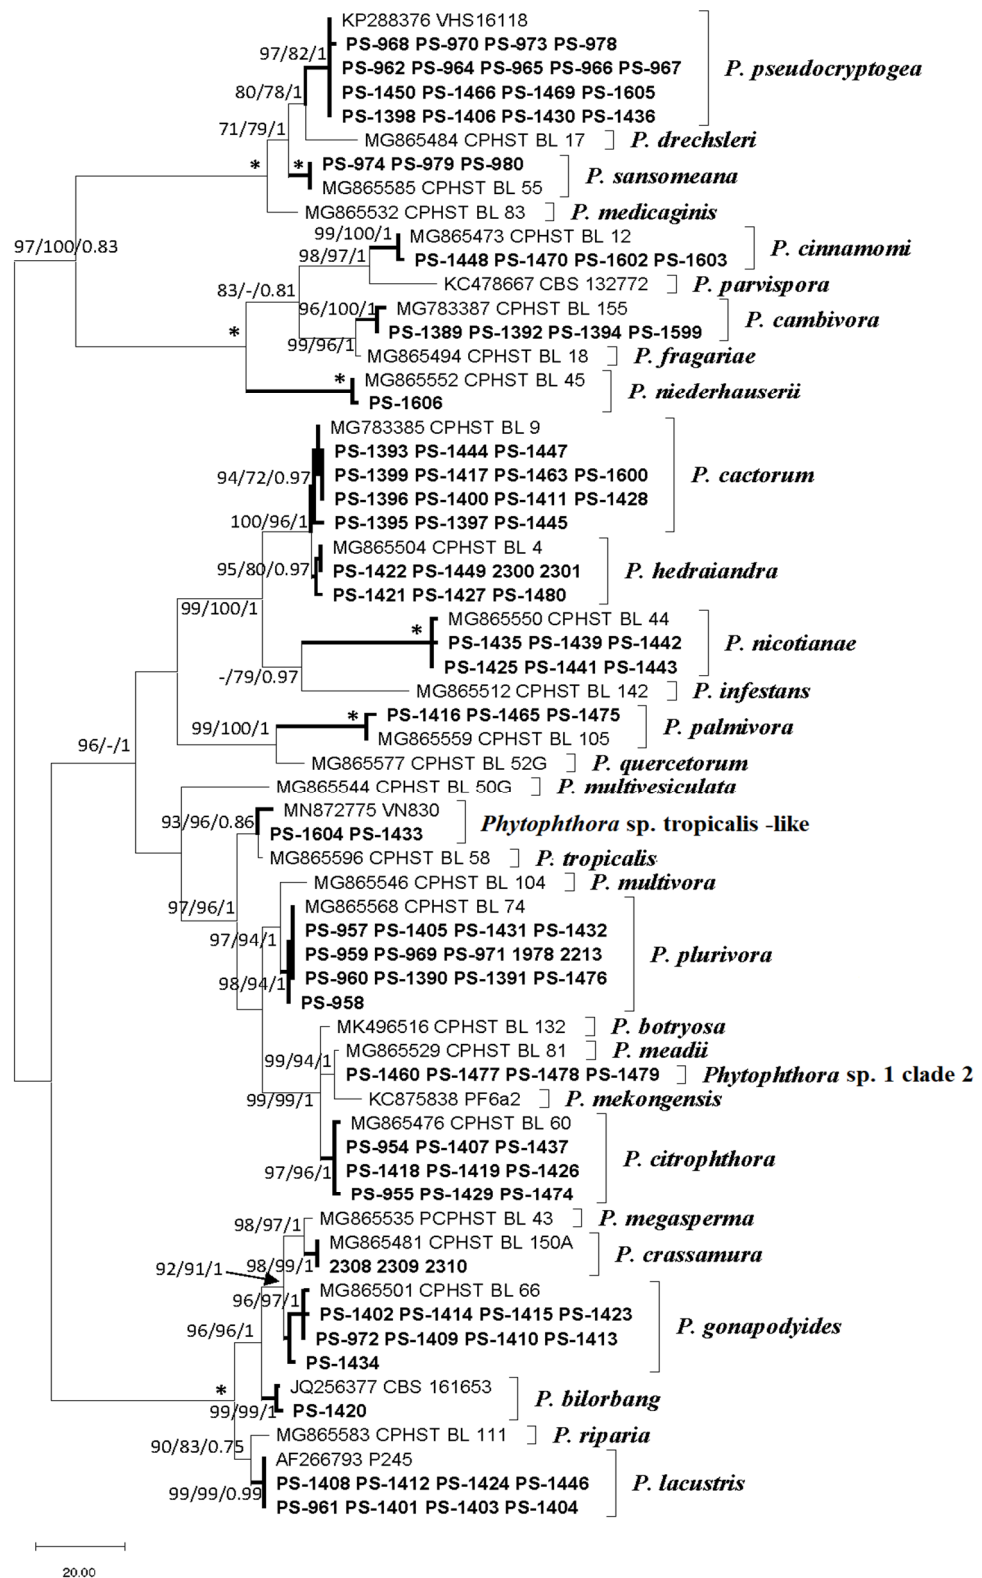 KP288376 VHS16118
97/82/1
PS-968 PS-970 PS-973 PS-978
PS-962 PS-964 PS-965 PS-966 PS-967
P. pseudocryptogea
80/78/1
PS-1450 PS-1466 PS-1469 PS-1605
PS-1398 PS-1406 PS-1430 PS-1436
71/79/1
MG865484 CPHST BL 17
P. drechsleri
*
*
PS-974 PS-979 PS-980
MG865585 CPHST BL 55
P. sansomeana
MG865532 CPHST BL 83
P. medicaginis
97/100/0.83
99/100/1
MG865473 CPHST BL 12
PS-1448 PS-1470 PS-1602 PS-1603
P. cinnamomi
98/97/1
KC478667 CBS 132772
P. parvispora
83/-/0.81
96/100/1
MG783387 CPHST BL 155
PS-1389 PS-1392 PS-1394 PS-1599
P. cambivora
*
99/96/1
MG865494 CPHST BL 18
P. fragariae
*
MG865552 CPHST BL 45
PS-1606
P. niederhauserii
MG783385 CPHST BL 9
PS-1393 PS-1444 PS-1447
94/72/0.97
PS-1399 PS-1417 PS-1463 PS-1600
P. cactorum
PS-1396 PS-1400 PS-1411 PS-1428
100/96/1
PS-1395 PS-1397 PS-1445
MG865504 CPHST BL 4
95/80/0.97
PS-1422 PS-1449 2300 2301
P. hedraiandra
PS-1421 PS-1427 PS-1480
99/100/1
MG865550 CPHST BL 44
*
PS-1435 PS-1439 PS-1442
P. nicotianae
PS-1425 PS-1441 PS-1443
-/79/0.97
MG865512 CPHST BL 142
P. infestans
*
PS-1416 PS-1465 PS-1475
99/100/1
MG865559 CPHST BL 105
P. palmivora
96/-/1
MG865577 CPHST BL 52G
P. quercetorum
MG865544 CPHST BL 50G
P. multivesiculata
MN872775 VN830
93/96/0.86
PS-1604 PS-1433
Phytophthora sp. tropicalis -like
MG865596 CPHST BL 58
P. tropicalis
MG865546 CPHST BL 104
P. multivora
97/96/1
MG865568 CPHST BL 74
PS-957 PS-1405 PS-1431 PS-1432
97/94/1
PS-959 PS-969 PS-971 1978 2213
P. plurivora
98/94/1
PS-960 PS-1390 PS-1391 PS-1476
PS-958
MK496516 CPHST BL 132
P. botryosa
99/94/1
MG865529 CPHST BL 81
P. meadii
PS-1460 PS-1477 PS-1478 PS-1479
Phytophthora sp. 1 clade 2
99/99/1
KC875838 PF6a2
P. mekongensis
MG865476 CPHST BL 60
PS-954 PS-1407 PS-1437
97/96/1
PS-1418 PS-1419 PS-1426
P. citrophthora
PS-955 PS-1429 PS-1474
98/97/1
MG865535 PCPHST BL 43
P. megasperma
MG865481 CPHST BL 150A
92/91/1
98/99/1
2308 2309 2310
P. crassamura
96/97/1
MG865501 CPHST BL 66
PS-1402 PS-1414 PS-1415 PS-1423
96/96/1
PS-972 PS-1409 PS-1410 PS-1413
P. gonapodyides
PS-1434
*
JQ256377 CBS 161653
99/99/1
PS-1420
P. bilorbang
90/83/0.75
MG865583 CPHST BL 111
P. riparia
AF266793 P245
99/99/0.99
PS-1408 PS-1412 PS-1424 PS-1446
P. lacustris
PS-961 PS-1401 PS-1403 PS-1404
20.00